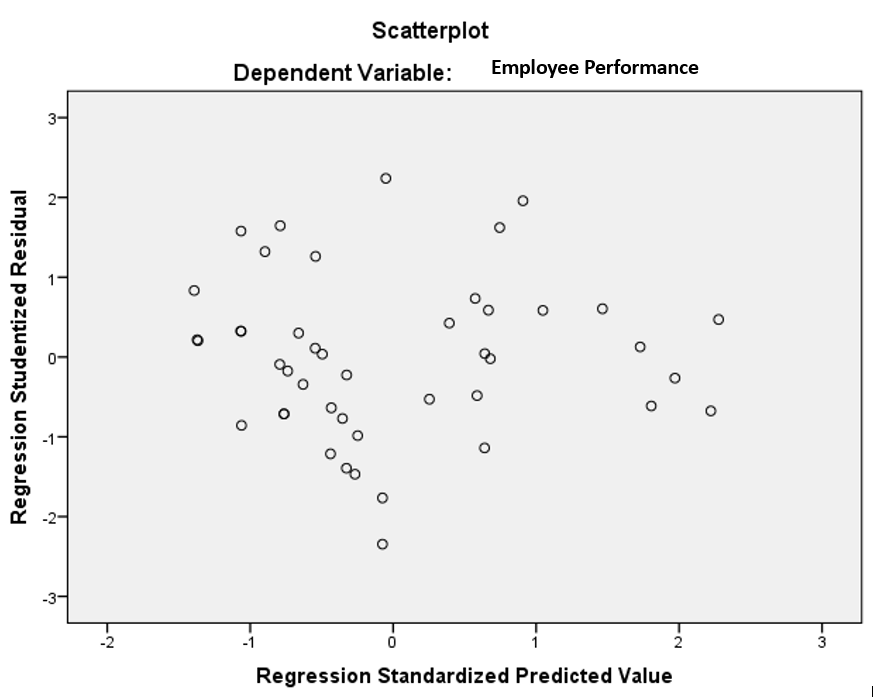 Scatterplot
Dependent Variable: Employee Performance
3
2
1
0
-1
-2
-3
Regression Studentized Residual
-2 -1 0 1 2 3
Regression Standardized Predicted Value